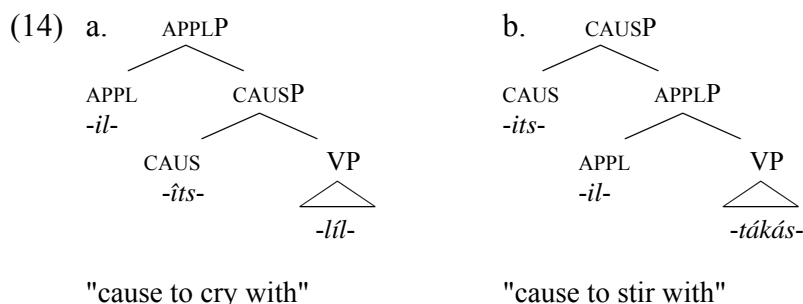 (14) a. APPLP b. CAUSP
APPL CAUSP CAUS APPLP
-il- -its-
CAUS VP APPL VP
-îts- -il-
-líl- -tákás-
"cause to cry with" "cause to stir with"